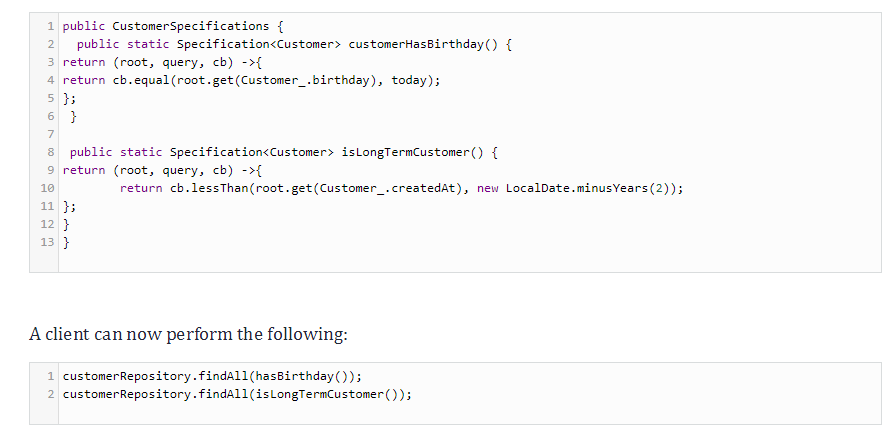 1 public CustomerSpecifications {
2 public static Specification<Customer> customerHasBirthday() {
3 return (root, query, cb) ->{
4 return cb.equal(root.get(Customer_.birthday), today);
5 };
6 }
7
8 public static Specification<Customer> isLongTermCustomer() {
9 return (root, query, cb) ->{
10 return cb.lessThan(root.get(Customer_.createdAt), new LocalDate.minusYears(2));
11 };
12 }
13 }
A client can now perform the following:
1 customerRepository.findAll(hasBirthday());
2 customerRepository.findAll(isLongTermCustomer());